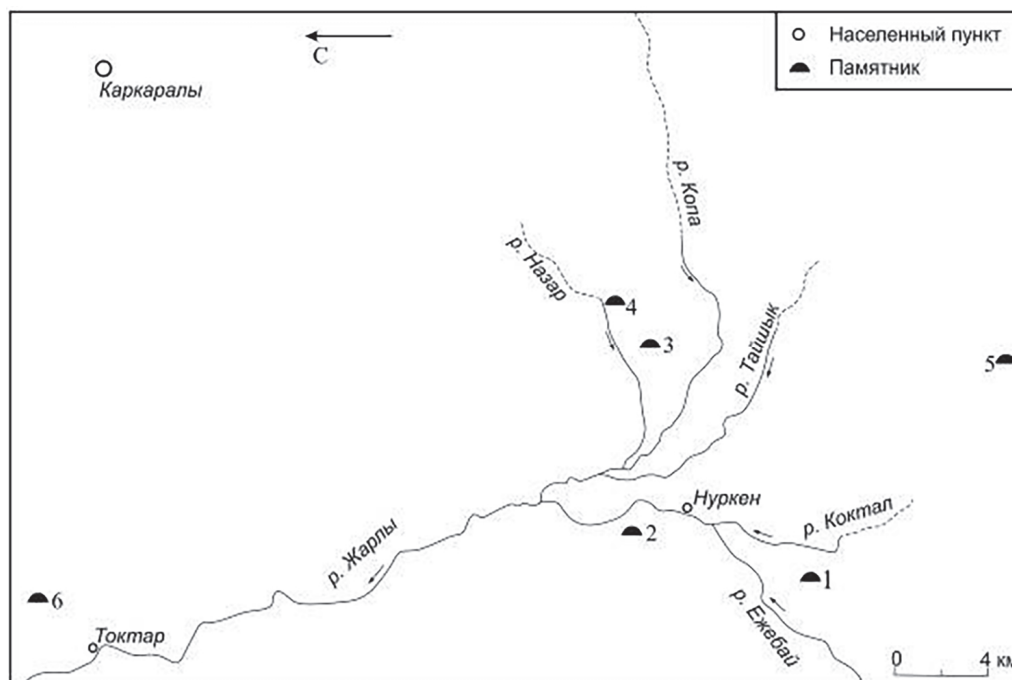 С
Населенный пункт
Памятник
Каркаралы
р. Копа
р. Назар
4
3
р. Тайшык
5
Нуркен
р. Коктал
2
р. Жарлы
1
6
р. Ежебай
Токтар
0 4 км